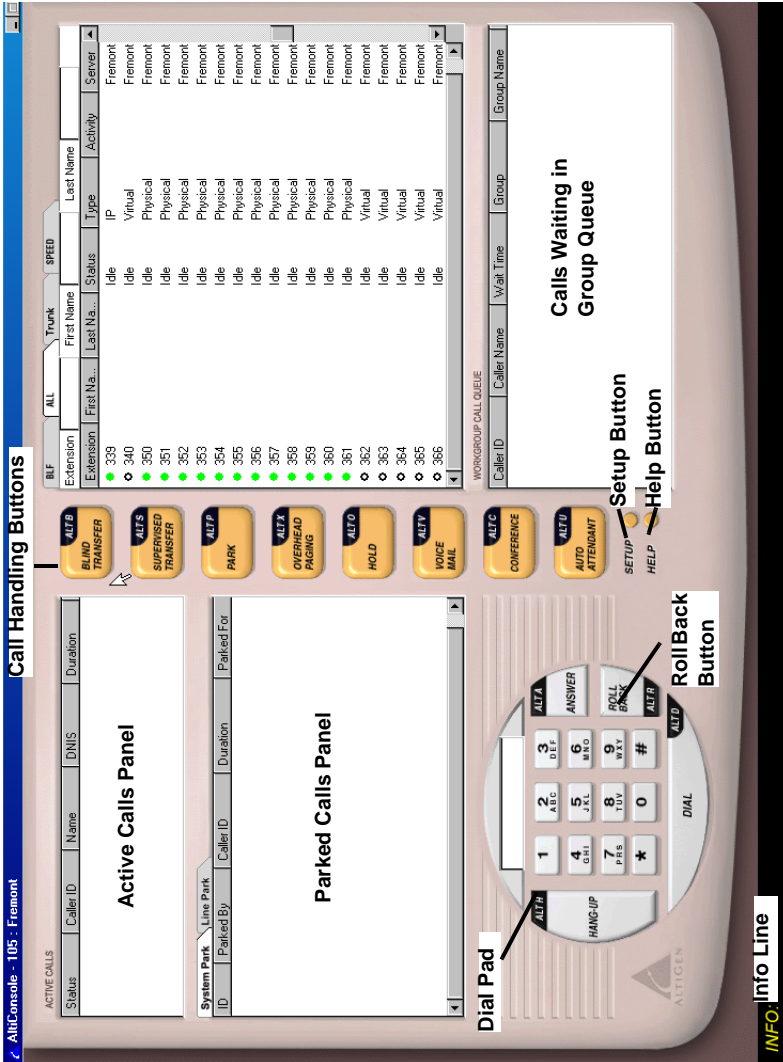 AltiConsole - 105 : Fremont
Call Handling Buttons
ACTIVE CALLS
Status Caller ID Name DNIS Duration
Active Calls Panel
System Park Line Park
ID Parked By Caller ID Duration Parked For
Parked Calls Panel
ALT B
BLIND
TRANSFER
ALT S
SUPERVISED
TRANSFER
ALT P
PARK
ALT X
OVERHEAD
PAGING
ALT O
HOLD
ALT V
VOICE
MAIL
ALT C
CONFERENCE
ALT U
AUTO
ATTENDANT
SETUP
HELP
Setup Button
Help Button
BLF ALL Trunk SPEED
Extension First Name Last Name
Extension First Na... Last Na... Status Type Activity Server
339 Idle IP Fremont
340 Idle Virtual Fremont
350 Idle Physical Fremont
351 Idle Physical Fremont
352 Idle Physical Fremont
353 Idle Physical Fremont
354 Idle Physical Fremont
355 Idle Physical Fremont
356 Idle Physical Fremont
357 Idle Physical Fremont
358 Idle Physical Fremont
359 Idle Physical Fremont
360 Idle Physical Fremont
361 Idle Physical Fremont
362 Idle Virtual Fremont
363 Idle Virtual Fremont
364 Idle Virtual Fremont
365 Idle Virtual Fremont
366 Idle Virtual Fremont
WORKGROUP CALL QUEUE
Caller ID Caller Name Wait Time Group Group Name
Calls Waiting in
Group Queue
Dial Pad
ALT H
HANG-UP
1
2 ABC
3 DEF
4 GHI
5 JKL
6 MNO
7 PRS
8 TUV
9 WXY
* 0 #
ALT A
ANSWER
ROLL
BACK
ALT R
ALT D
DIAL
Roll Back
Button
ALTIGEN
INFO:
Info Line